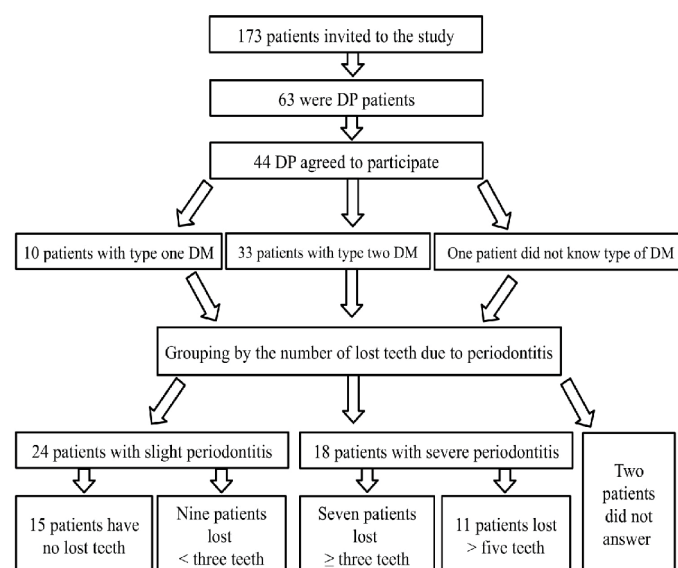 173 patients invited to the study
63 were DP patients
44 DP agreed to participate
10 patients with type one DM
33 patients with type two DM
One patient did not know type of DM
Grouping by the number of lost teeth due to periodontitis
24 patients with slight periodontitis
18 patients with severe periodontitis
Two
patients
did not
answer
15 patients have
no lost teeth
Nine patients
lost
< three teeth
Seven patients
lost
≥ three teeth
11 patients lost
> five teeth